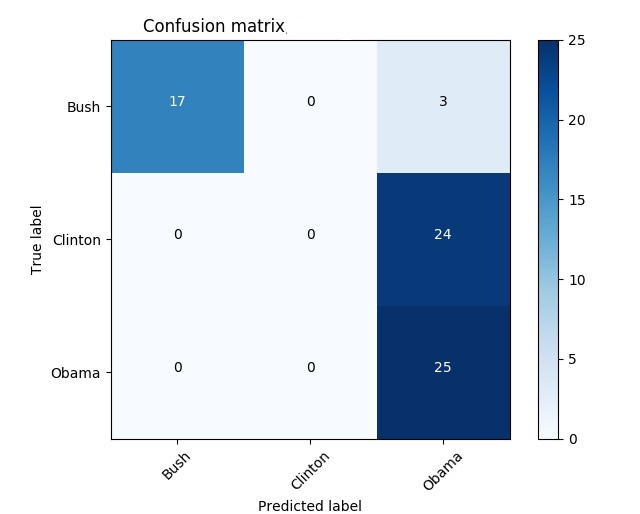 Confusion matrix
Bush 17 0 3
Clinton 0 0 24
Obama 0 0 25
Bush Clinton Obama
True label
Predicted label
25
20
15
10
5
0